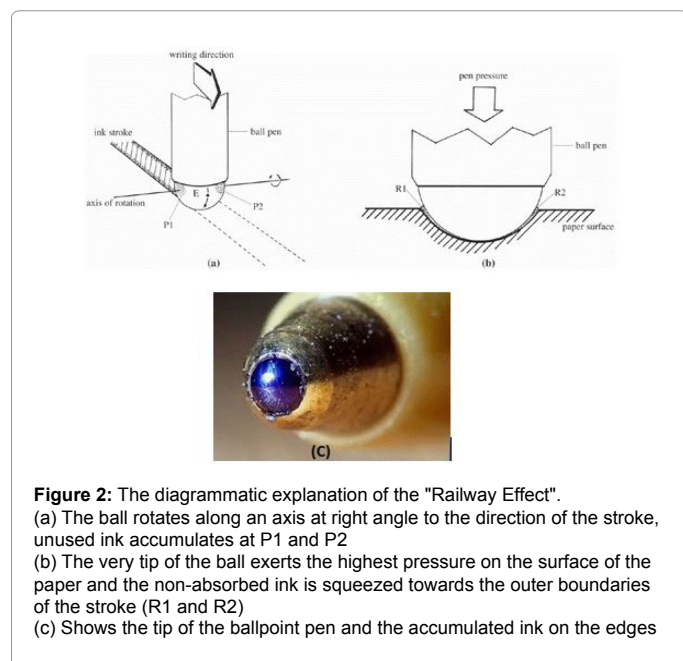 writing direction
pen pressure
ink stroke
ball pen
ball pen
R1
R2
E
axis of rotation
P2
P1
paper surface
(a)
(b)
(C)
Figure 2: The diagrammatic explanation of the "Railway Effect".
(a) The ball rotates along an axis at right angle to the direction of the stroke,
unused ink accumulates at P1 and P2
(b) The very tip of the ball exerts the highest pressure on the surface of the
paper and the non-absorbed ink is squeezed towards the outer boundaries
of the stroke (R1 and R2)
(c) Shows the tip of the ballpoint pen and the accumulated ink on the edges